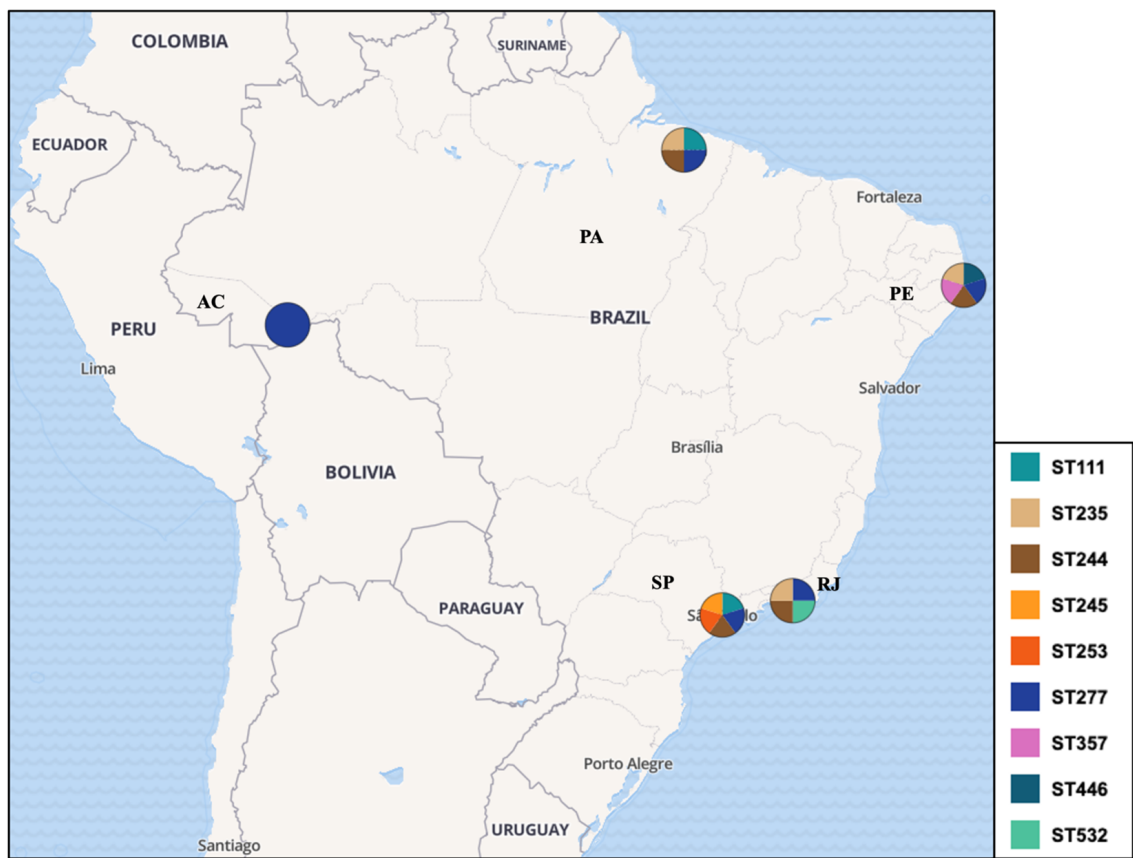 COLOMBIA
SURINAME
ECUADOR
Fortaleza
PA
PE
AC
BRAZIL
PERU
Lima
Salvador
Brasília
BOLIVIA
SP
RJ
PARAGUAY
Porto Alegre
URUGUAY
Santiago
ST111
ST235
ST244
ST245
ST253
ST277
ST357
ST446
ST532